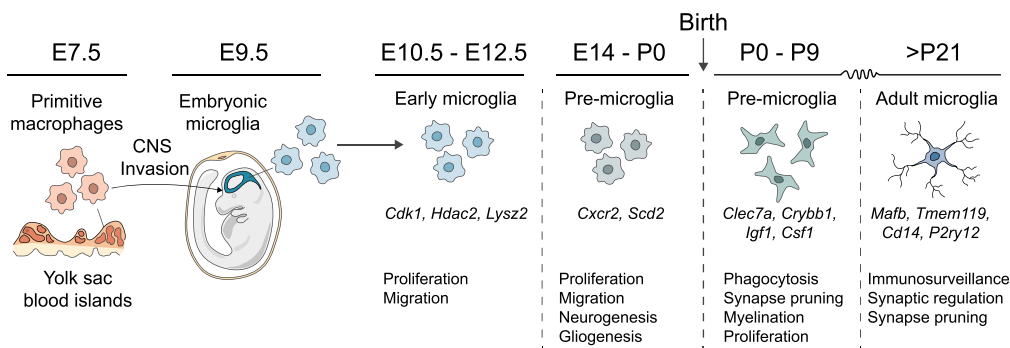 Birth
E7.5
E9.5
E10.5 - E12.5
E14 - P0
P0 - P9
>P21
Primitive
macrophages
Embryonic
microglia
Early microglia
Pre-microglia
Pre-microglia
Adult microglia
CNS
Invasion
Cdk1, Hdac2, Lysz2
Cxcr2, Scd2
Clec7a, Crybb1,
Igf1, Csf1
Mafb, Tmem119,
Cd14, P2ry12
Yolk sac
blood islands
Proliferation
Migration
Proliferation
Migration
Neurogenesis
Gliogenesis
Phagocytosis
Synapse pruning
Myelination
Proliferation
Immunosurveillance
Synaptic regulation
Synapse pruning